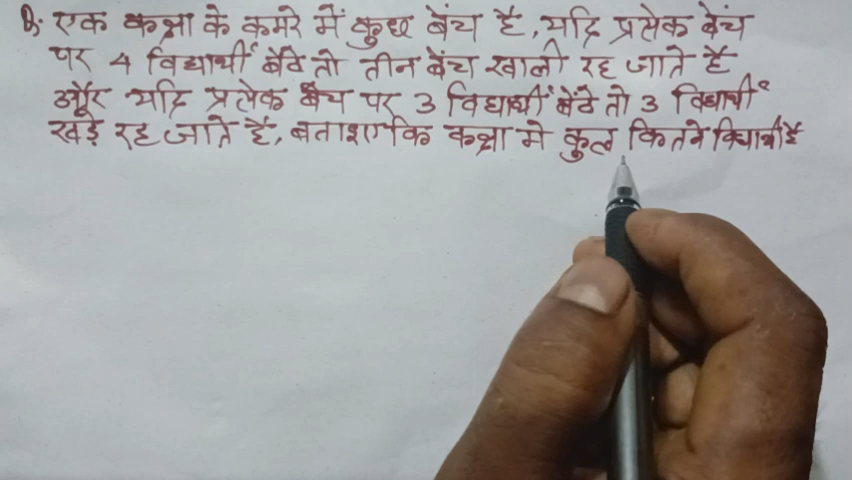 Q. एक कक्षा के कमरे में कुछ बेंच है, यदि प्रत्येक बेंच
पर 4 विद्यार्थी बैठे तो तीन बेंच खाली रह जाते है
और यदि प्रत्येक बेंच पर 3 विद्यार्थी बैठे तो 3 विद्यार्थी
खड़े रह जाते है, बताइए कि कक्षा मे कुल कितने विद्यार्थी है